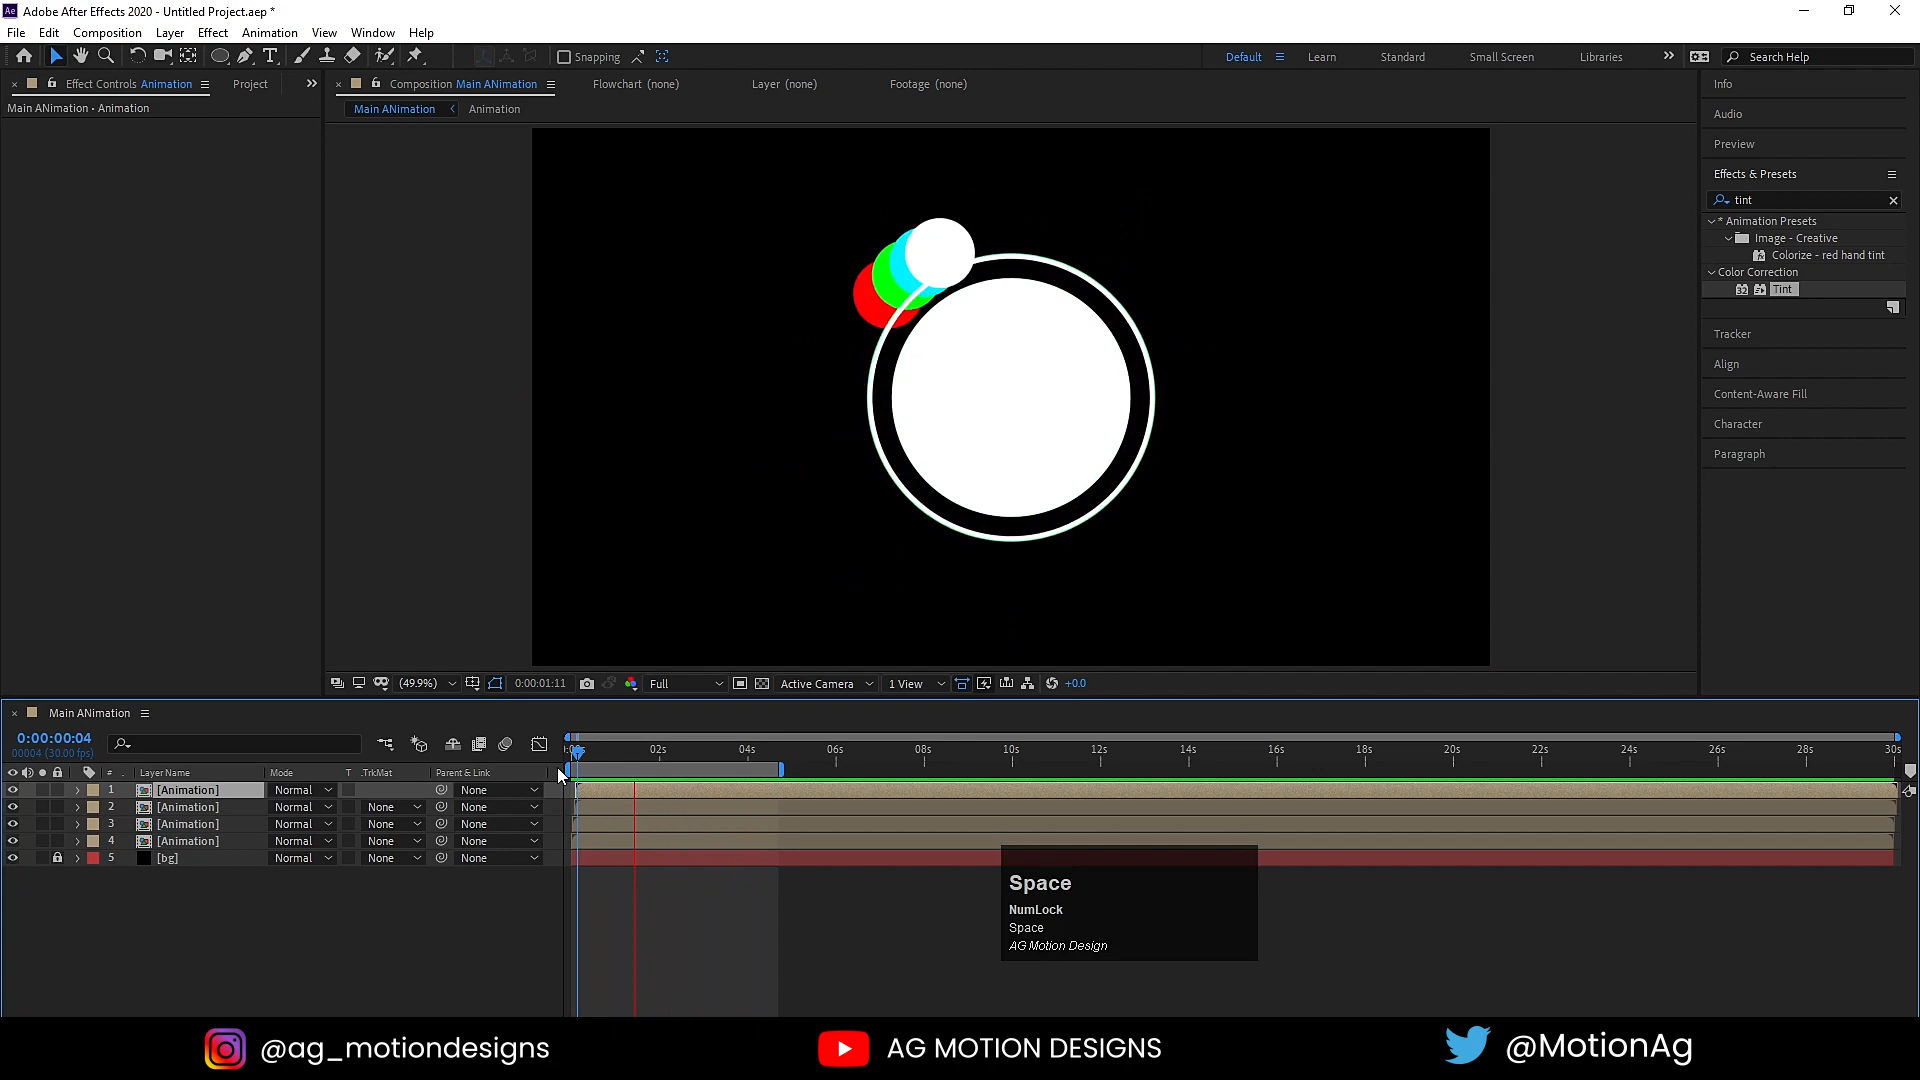 Ae Adobe After Effects 2020 - Untitled Project.aep *
File Edit Composition Layer Effect Animation View Window Help
Snapping
Default Learn Standard Small Screen Libraries Search Help
Effect Controls Animation Project
Composition Main ANimation Flowchart (none) Layer (none) Footage (none)
Main ANimation • Animation
Main ANimation Animation
Info
Audio
Preview
Effects & Presets
tint
* Animation Presets
Image - Creative
Colorize - red hand tint
Color Correction
32 Tint
Tracker
Align
Content-Aware Fill
Character
Paragraph
(49.9%) 0:00:01:11 Full Active Camera 1 View +0.0
Main ANimation
0:00:00:04
00004 (30.00 fps)
02s 04s 06s 08s 10s 12s 14s 16s 18s 20s 22s 24s 26s 28s 30s
# Layer Name Mode T .TrkMat Parent & Link
1 [Animation] Normal None
2 [Animation] Normal None None
3 [Animation] Normal None None
4 [Animation] Normal None None
5 [bg] Normal None None
Space
NumLock
Space
AG Motion Design
@ag_motiondesigns AG MOTION DESIGNS @MotionAg